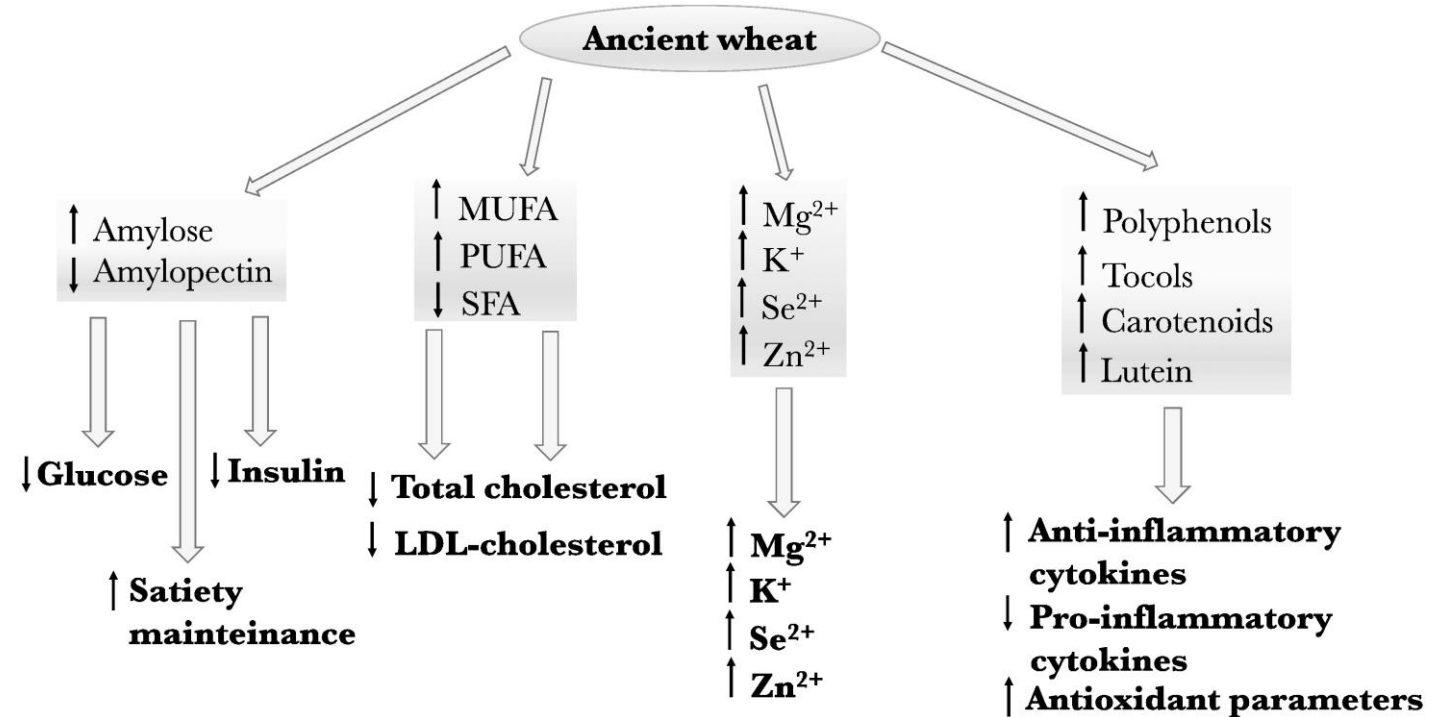 Ancient wheat
↑ Amylose
↓ Amylopectin
↑ MUFA
↑ PUFA
↓ SFA
↑ Mg²⁺
↑ K⁺
↑ Se²⁺
↑ Zn²⁺
↑ Polyphenols
↑ Tocols
↑ Carotenoids
↑ Lutein
↓ Glucose
↓ Insulin
↑ Satiety
mainteinance
↓ Total cholesterol
↓ LDL-cholesterol
↑ Mg²⁺
↑ K⁺
↑ Se²⁺
↑ Zn²⁺
↑ Anti-inflammatory
cytokines
↓ Pro-inflammatory
cytokines
↑ Antioxidant parameters